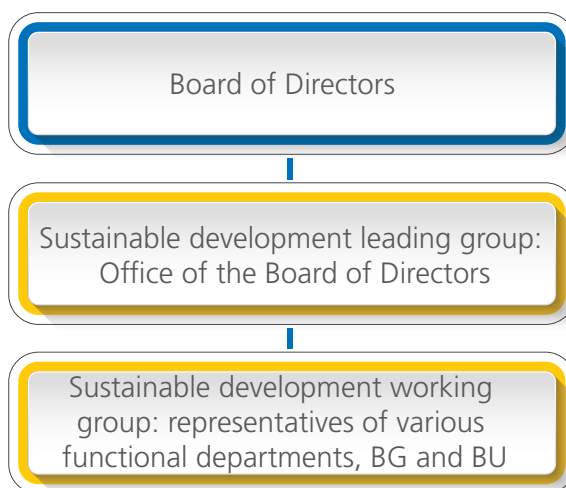 Board of Directors
Sustainable development leading group:
Office of the Board of Directors
Sustainable development working
group: representatives of various
functional departments, BG and BU